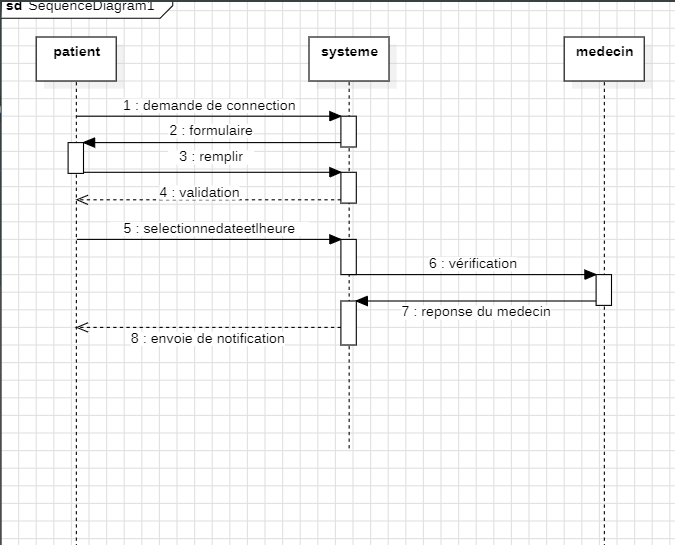 sd SequenceDiagram1
patient
systeme
medecin
1 : demande de connection
2 : formulaire
3 : remplir
4 : validation
5 : selectionnedateetlheure
6 : vérification
7 : reponse du medecin
8 : envoie de notification